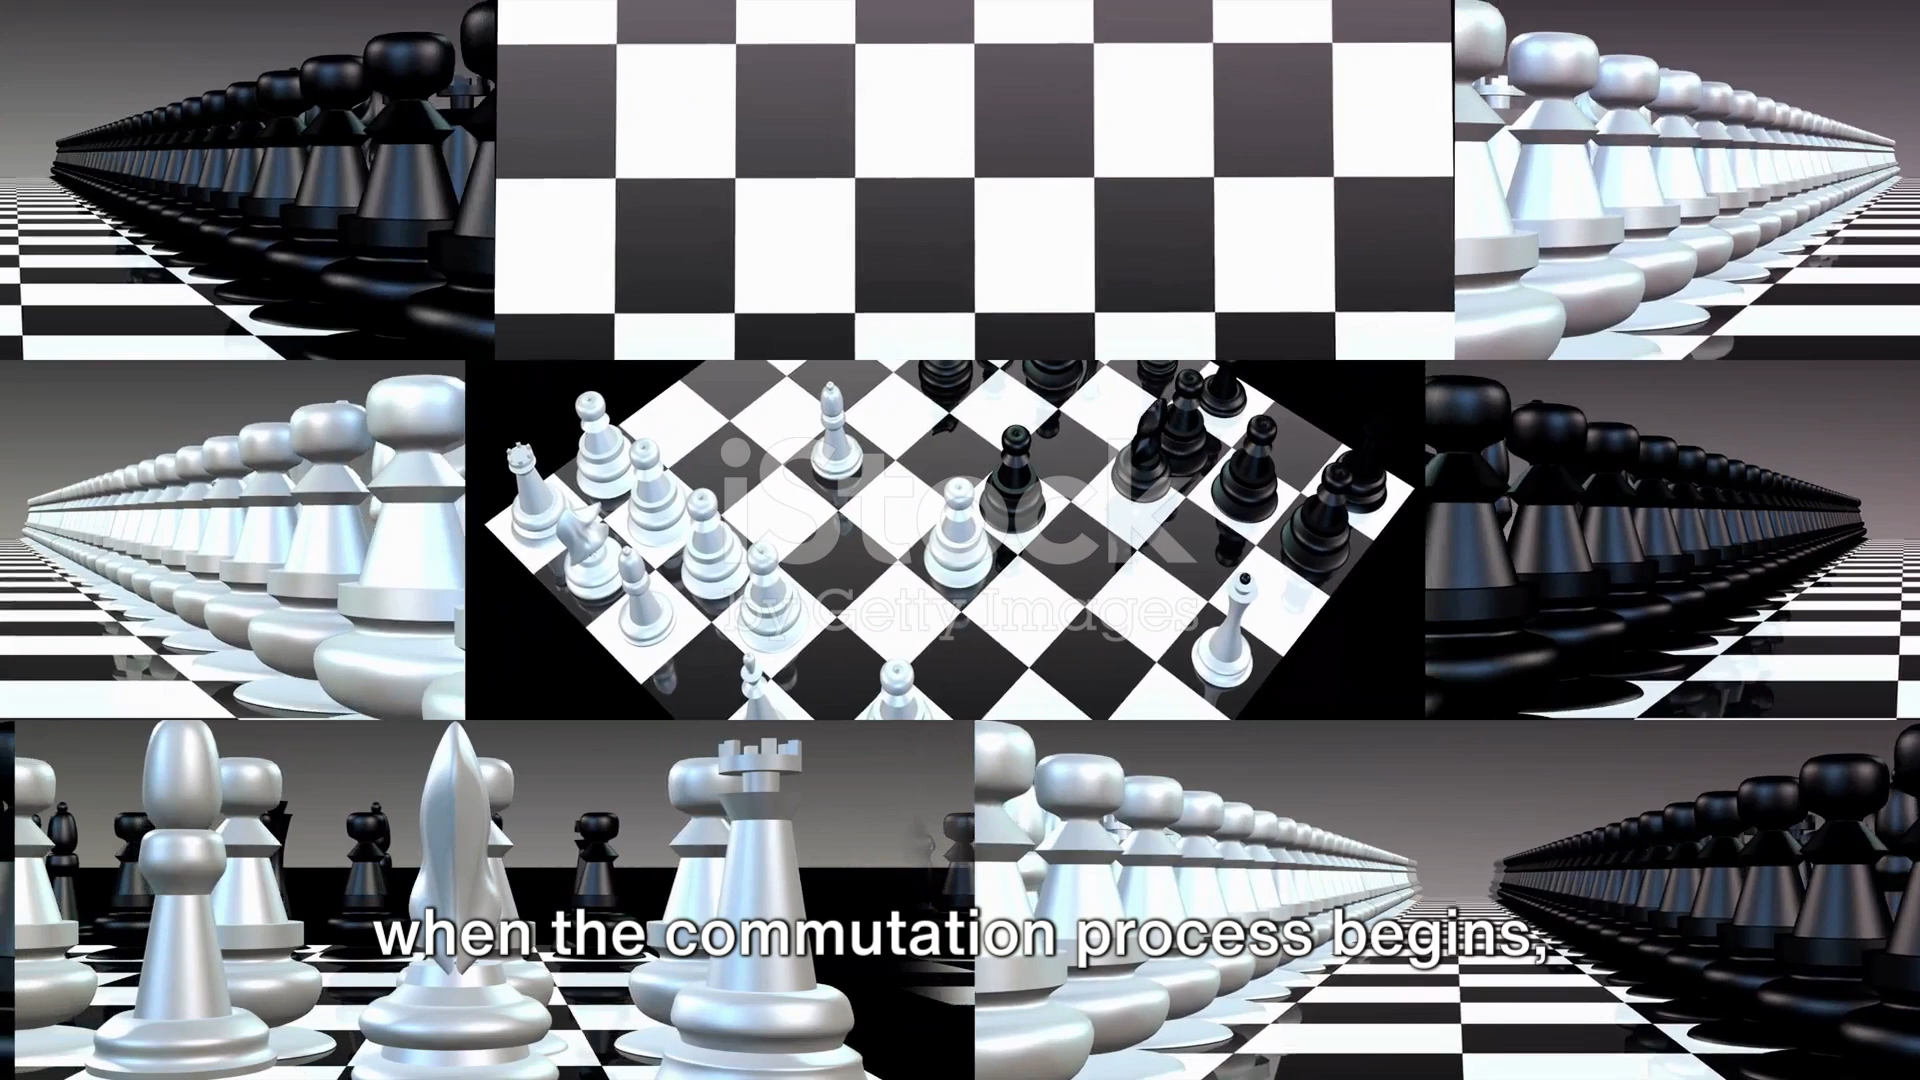 iStock
by Getty Images
when the commutation process begins,